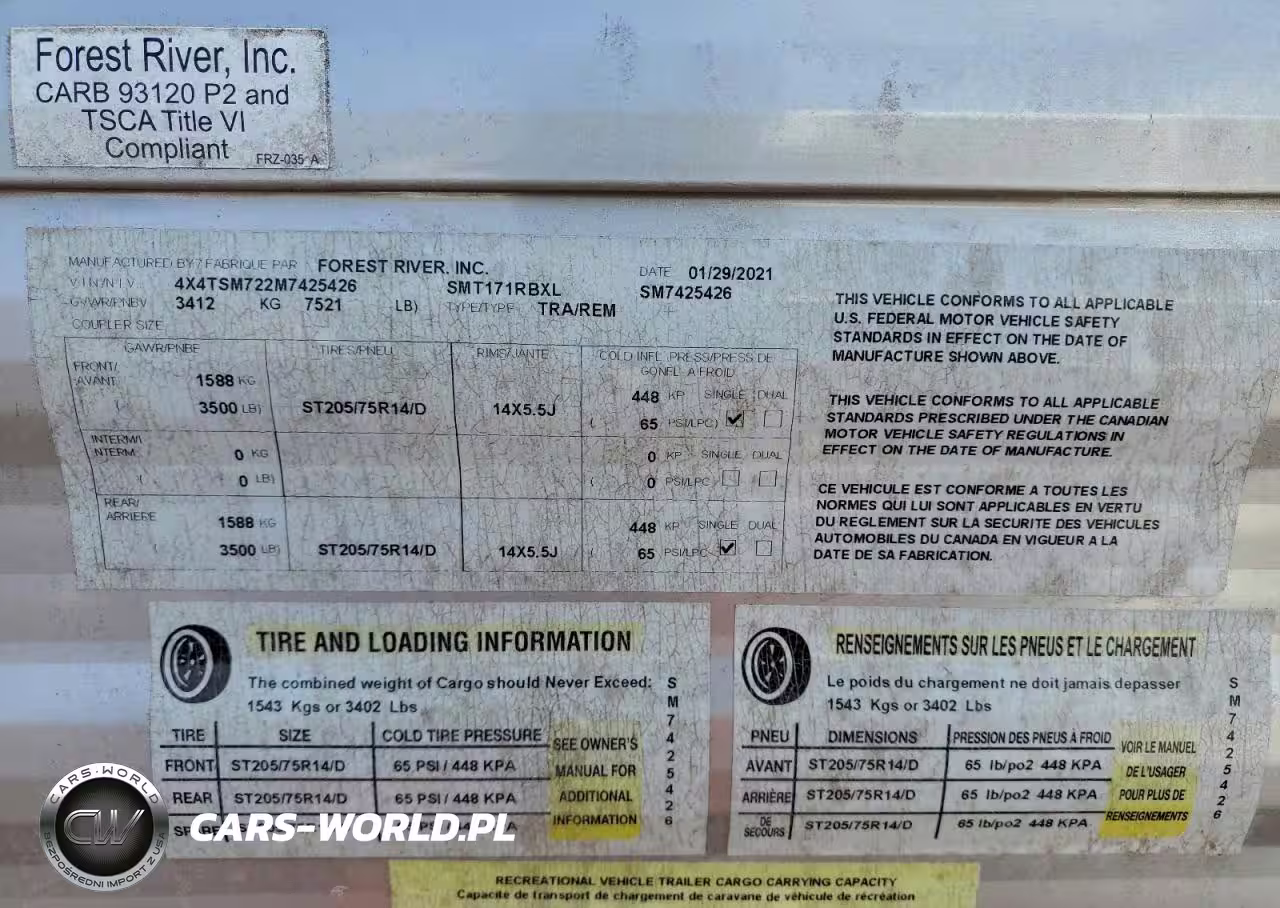 Forest River, Inc.
CARB 93120 P2 and
TSCA Title VI
Compliant
FRZ-035 A
MANUFACTURED BY / FABRIQUE PAR FOREST RIVER, INC. DATE 01/29/2021
V I N / N I V 4X4TSM722M7425426 SMT171RBXL SM7425426
GVWR/PNBV 3412 KG 7521 LB) TYPE/TYPE TRA/REM
COUPLER SIZE
GAWR/PNBE TIRES/PNEU RIMS/JANTE COLD INFL. PRESS/PRESS DE
GONFL A FROID
FRONT/
AVANT 1588 KG 448 KP SINGLE DUAL
( 3500 LB) ST205/75R14/D 14X5.5J ( 65 PSI/LPC) ✓
INTERM/I
NTERM. 0 KG 0 KP SINGLE DUAL
( 0 LB) ( 0 PSI/LPC
REAR/
ARRIERE 1588 KG 448 KP SINGLE DUAL
3500 LB) ST205/75R14/D 14X5.5J ( 65 PSI/LPC ✓
THIS VEHICLE CONFORMS TO ALL APPLICABLE
U.S. FEDERAL MOTOR VEHICLE SAFETY
STANDARDS IN EFFECT ON THE DATE OF
MANUFACTURE SHOWN ABOVE.
THIS VEHICLE CONFORMS TO ALL APPLICABLE
STANDARDS PRESCRIBED UNDER THE CANADIAN
MOTOR VEHICLE SAFETY REGULATIONS IN
EFFECT ON THE DATE OF MANUFACTURE.
CE VEHICULE EST CONFORME A TOUTES LES
NORMES QUI LUI SONT APPLICABLES EN VERTU
DU REGLEMENT SUR LA SECURITE DES VEHICULES
AUTOMOBILES DU CANADA EN VIGUEUR A LA
DATE DE SA FABRICATION.
TIRE AND LOADING INFORMATION
The combined weight of Cargo should Never Exceed:
1543 Kgs or 3402 Lbs
TIRE SIZE COLD TIRE PRESSURE
FRONT ST205/75R14/D 65 PSI / 448 KPA
REAR ST205/75R14/D 65 PSI / 448 KPA
SEE OWNER'S
MANUAL FOR
ADDITIONAL
INFORMATION
SM7425426
RENSEIGNEMENTS SUR LES PNEUS ET LE CHARGEMENT
Le poids du chargement ne doit jamais depasser
1543 Kgs or 3402 Lbs
PNEU DIMENSIONS PRESSION DES PNEUS À FROID
AVANT ST205/75R14/D 65 lb/po2 448 KPA
ARRIÈRE ST205/75R14/D 65 lb/po2 448 KPA
DE
SECOURS ST205/75R14/D 65 lb/po2 448 KPA
VOIR LE MANUEL
DE L'USAGER
POUR PLUS DE
RENSEIGNEMENTS
SM7425426
CARS-WORLD
CW
BEZPOŚREDNI IMPORT Z USA
CARS-WORLD.PL
RECREATIONAL VEHICLE TRAILER CARGO CARRYING CAPACITY
Capacite de transport de chargement de caravane de véhicule de récréation